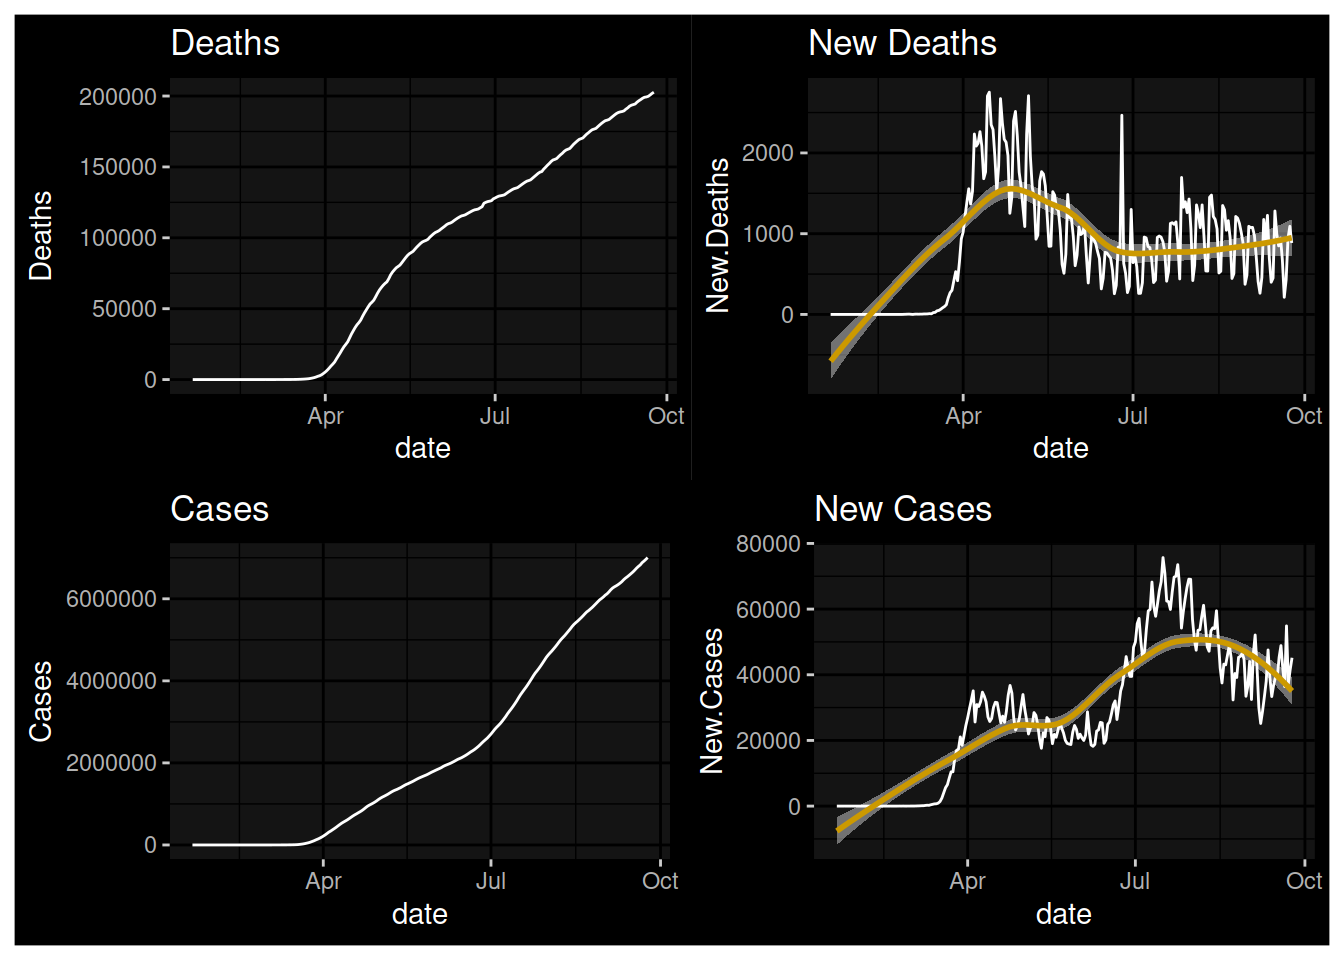 Deaths
Deaths
200000
150000
100000
50000
0
Apr Jul Oct
date
New Deaths
New.Deaths
2000
1000
0
Apr Jul Oct
date
Cases
Cases
6000000
4000000
2000000
0
Apr Jul Oct
date
New Cases
New.Cases
80000
60000
40000
20000
0
Apr Jul Oct
date